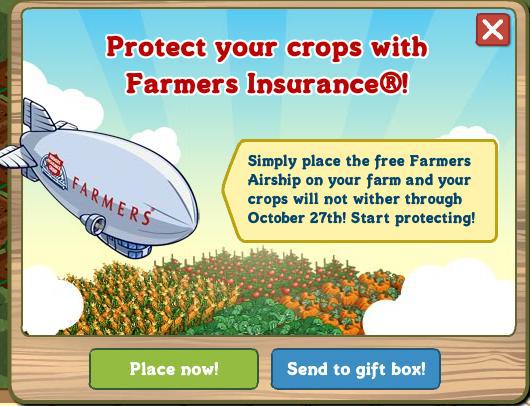 Protect your crops with
Farmers Insurance®!
FARMERS
Simply place the free Farmers
Airship on your farm and your
crops will not wither through
October 27th! Start protecting!
Place now!
Send to gift box!